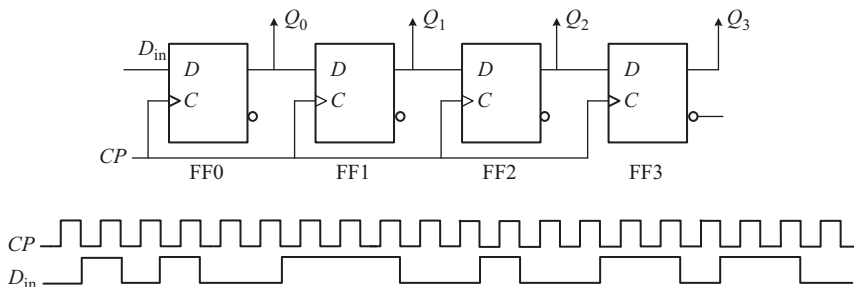 Q0 Q1 Q2 Q3
Din D D D D
C C C C
CP
FF0 FF1 FF2 FF3
CP
Din